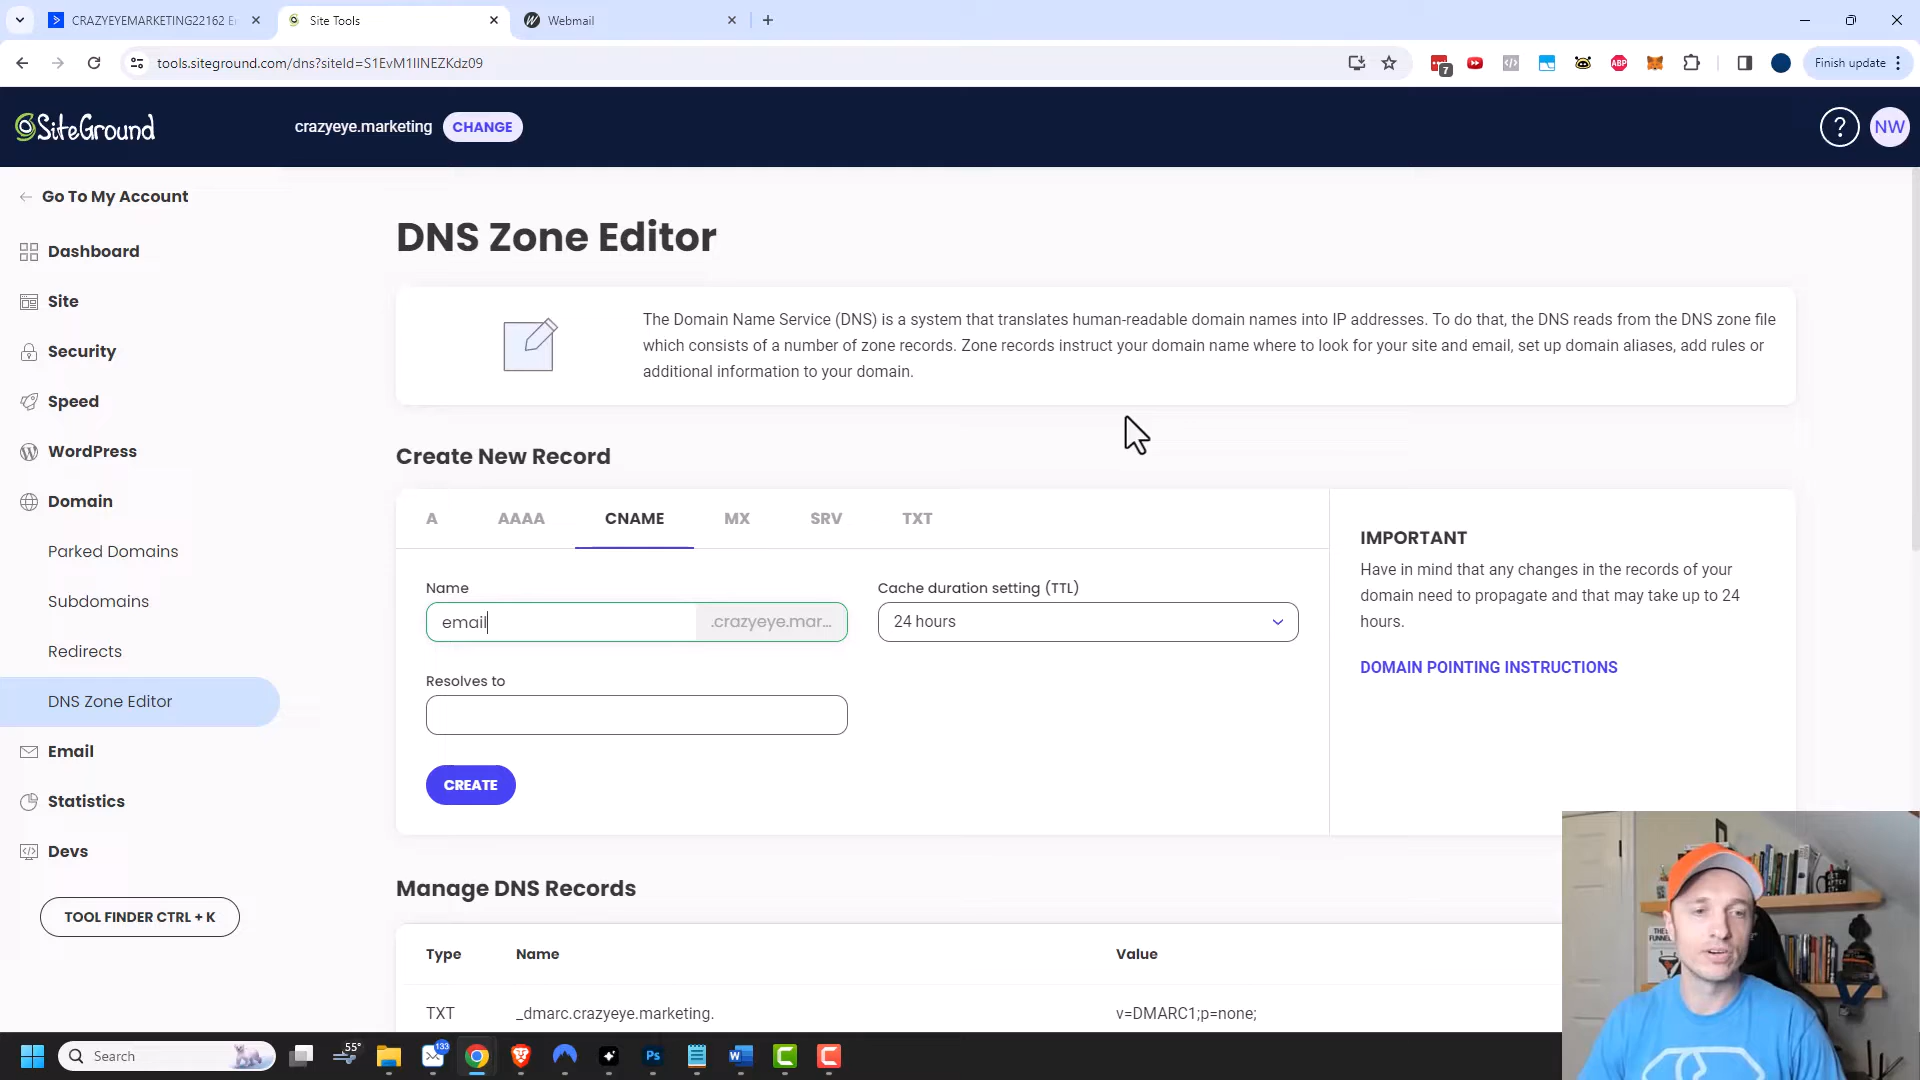 CRAZYEYEMARKETING22162 E
Site Tools
Webmail
tools.siteground.com/dns?siteId=S1EvM1lINEZKdz09
7
ABP
Finish update
SiteGround
crazyeye.marketing
CHANGE
?
NW
Go To My Account
Dashboard
Site
Security
Speed
WordPress
Domain
Parked Domains
Subdomains
Redirects
DNS Zone Editor
Email
Statistics
Devs
TOOL FINDER CTRL + K
DNS Zone Editor
The Domain Name Service (DNS) is a system that translates human-readable domain names into IP addresses. To do that, the DNS reads from the DNS zone file
which consists of a number of zone records. Zone records instruct your domain name where to look for your site and email, set up domain aliases, add rules or
additional information to your domain.
Create New Record
A
AAAA
CNAME
MX
SRV
TXT
Name
email
.crazyeye.mar...
Cache duration setting (TTL)
24 hours
Resolves to
CREATE
IMPORTANT
Have in mind that any changes in the records of your
domain need to propagate and that may take up to 24
hours.
DOMAIN POINTING INSTRUCTIONS
Manage DNS Records
Type
Name
Value
TXT
_dmarc.crazyeye.marketing.
v=DMARC1;p=none;
Search
55°
133
Ps